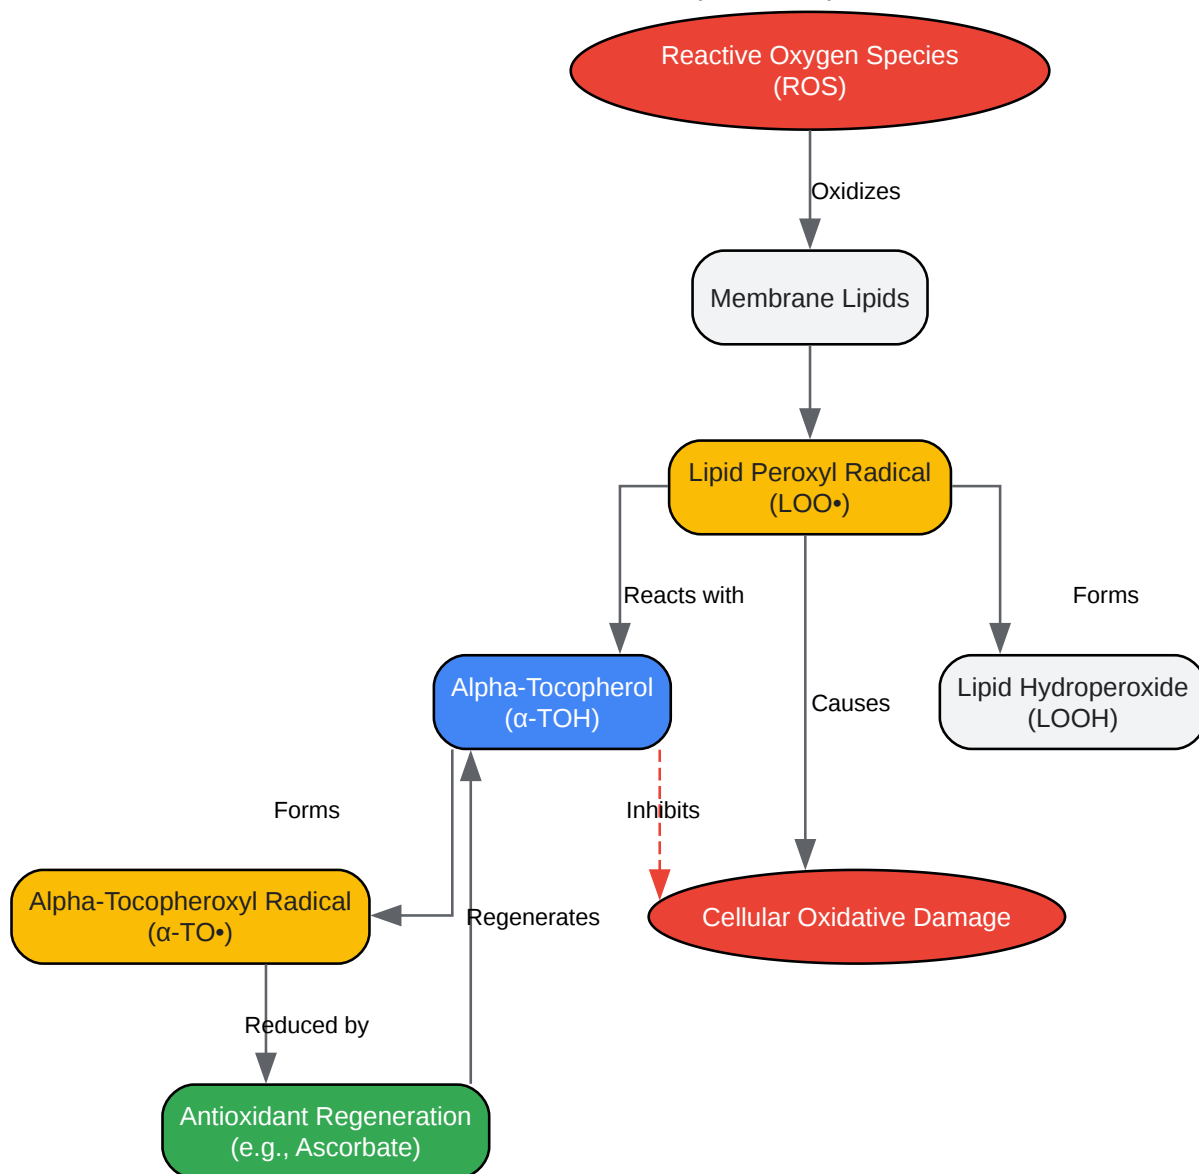 Reactive Oxygen Species
(ROS)
Oxidizes
Membrane Lipids
Lipid Peroxyl Radical
(LOO•)
Reacts with
Forms
Alpha-Tocopherol
(α-TOH)
Causes
Lipid Hydroperoxide
(LOOH)
Forms
Inhibits
Alpha-Tocopheroxyl Radical
(α-TO•)
Regenerates
Cellular Oxidative Damage
Reduced by
Antioxidant Regeneration
(e.g., Ascorbate)